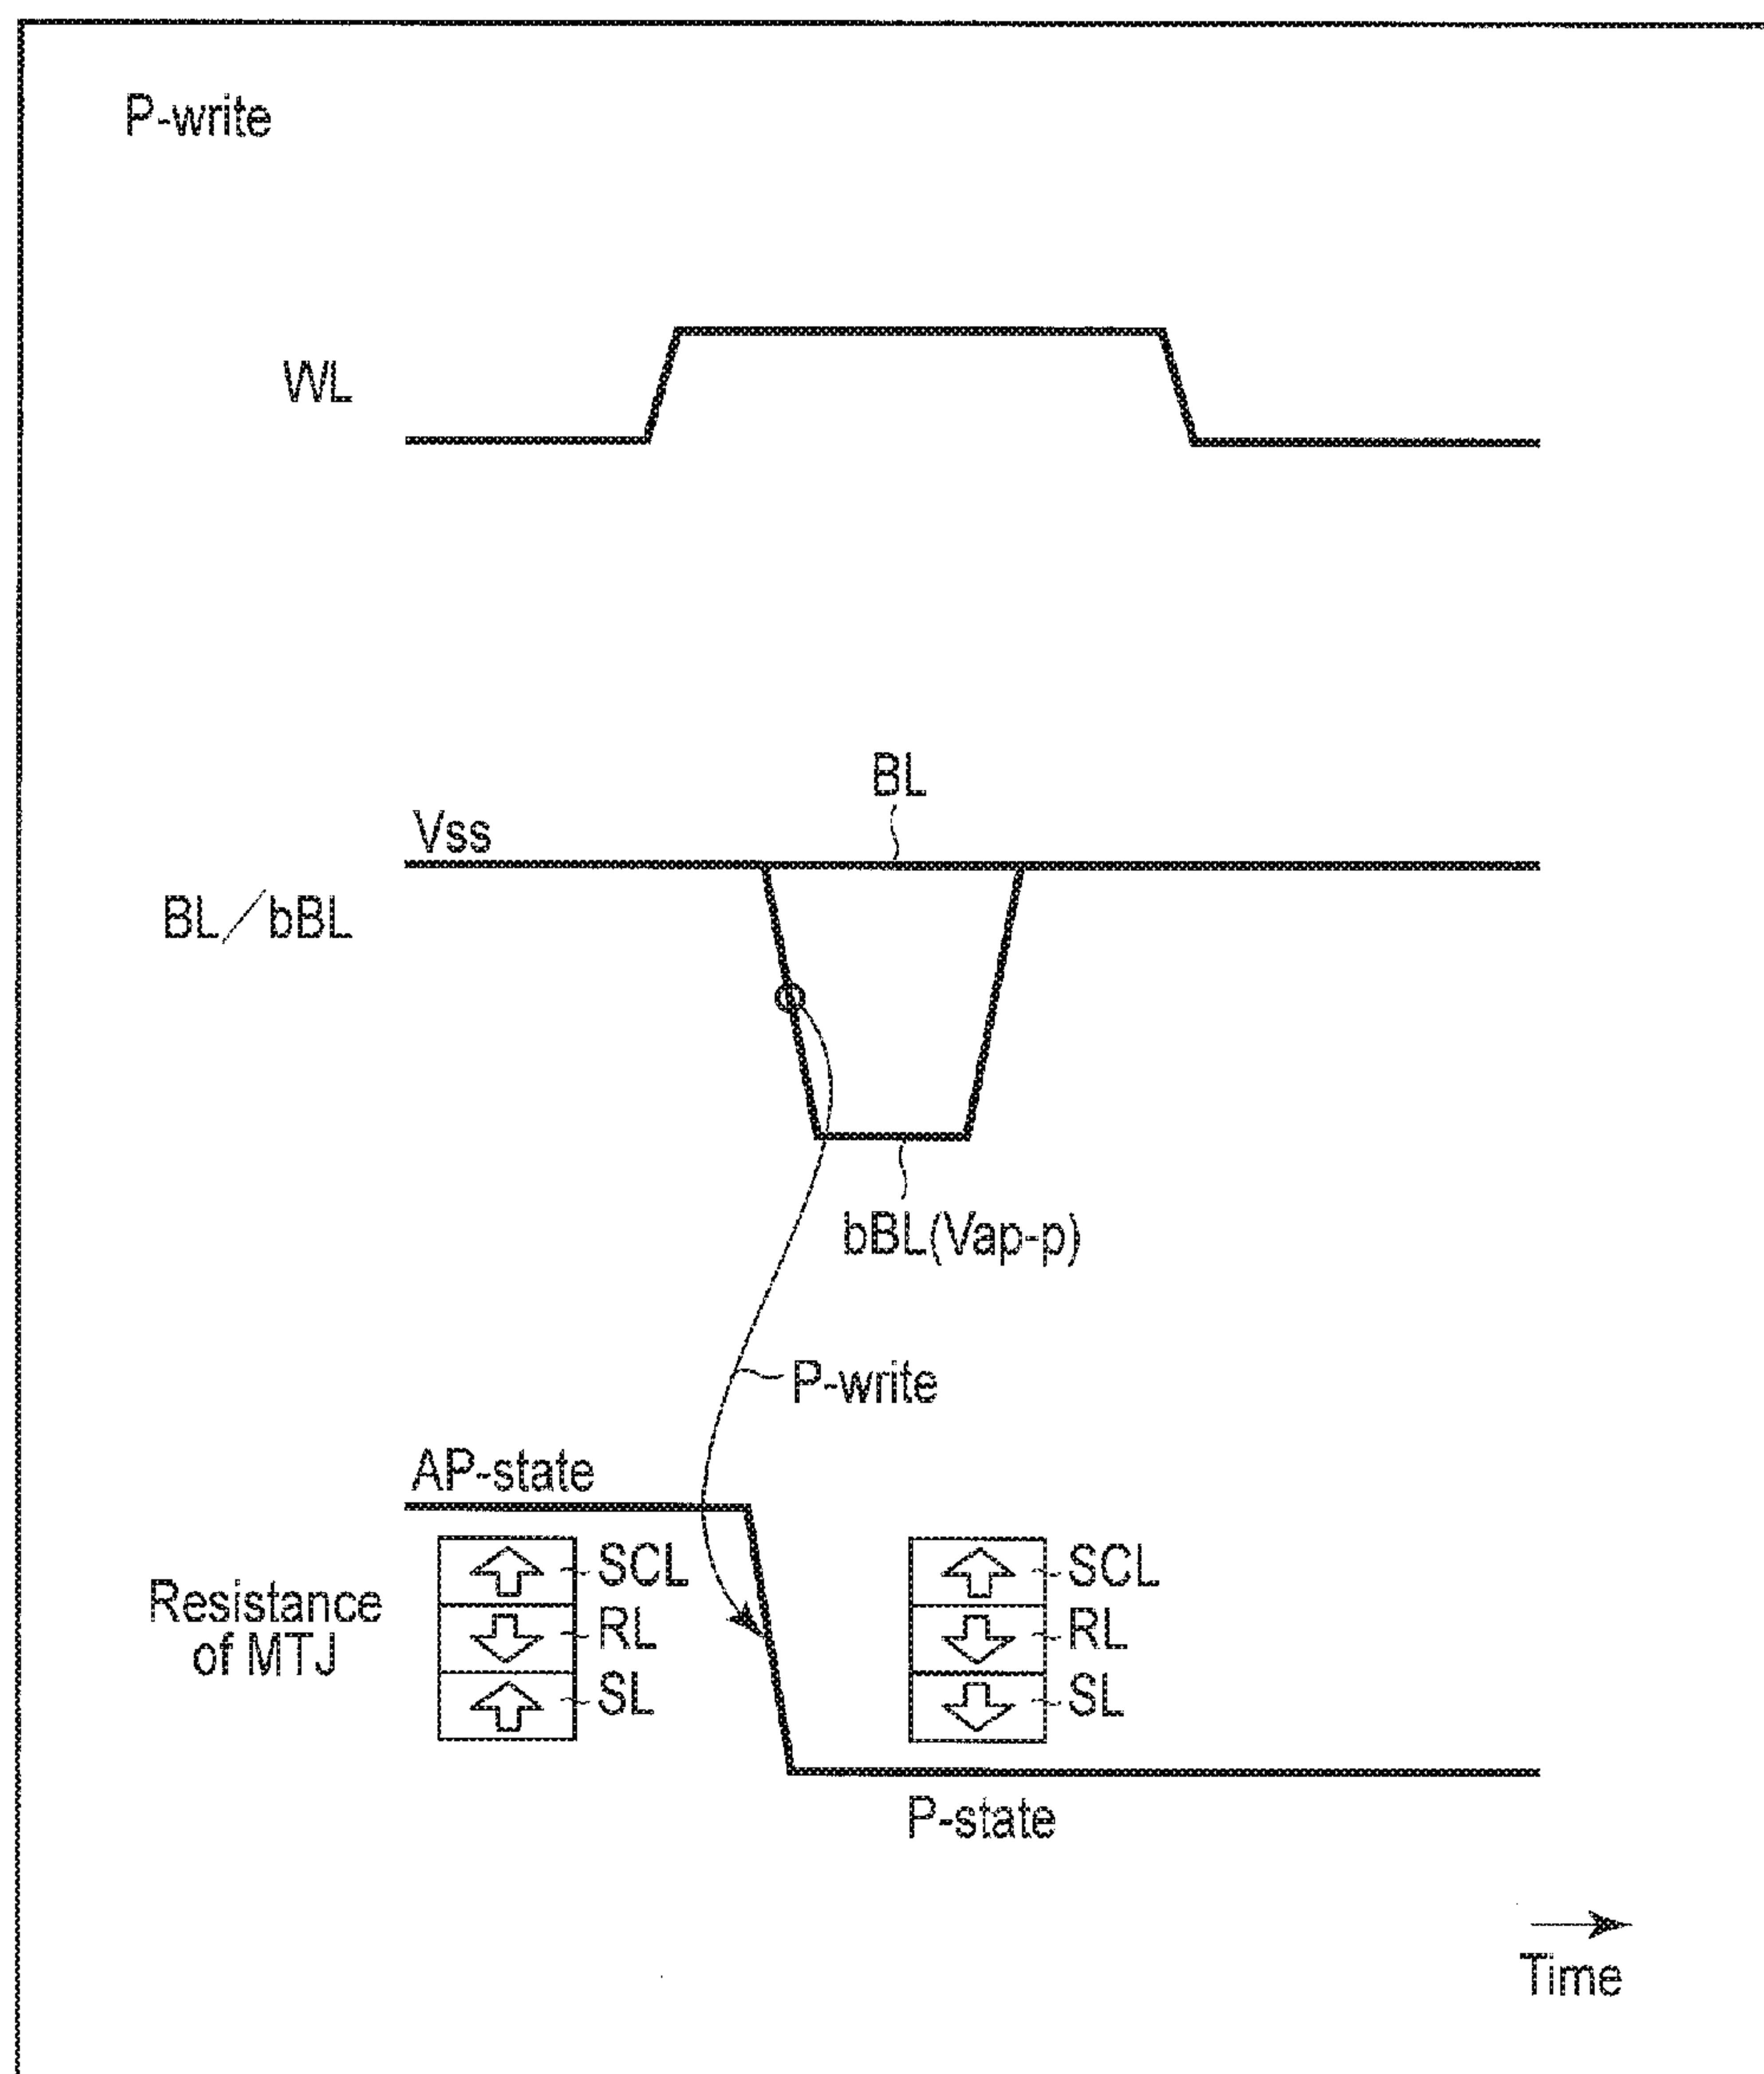 P-write
WL
BL
Vss
BL/bBL
bBL(Vap-p)
P-write
AP-state
Resistance
of MTJ
SCL
RL
SL
SCL
RL
SL
P-state
Time